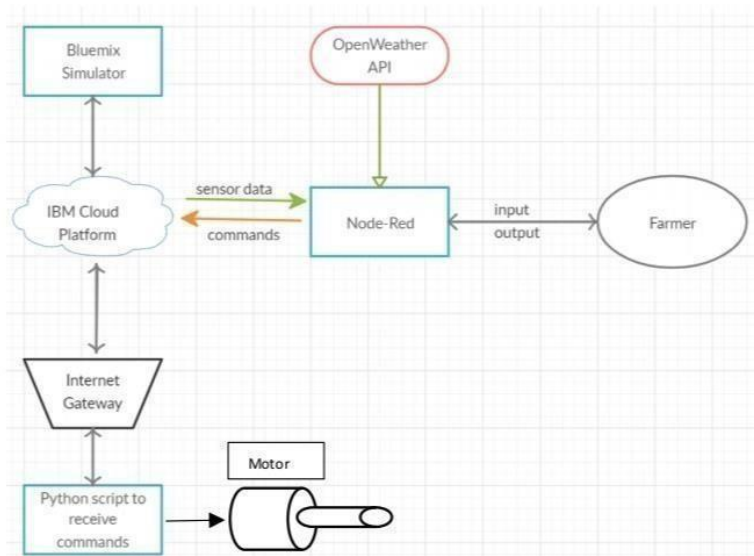 Bluemix
Simulator
OpenWeather
API
sensor data
IBM Cloud
Platform
commands
Node-Red
input
output
Farmer
Internet
Gateway
Motor
Python script to
receive
commands